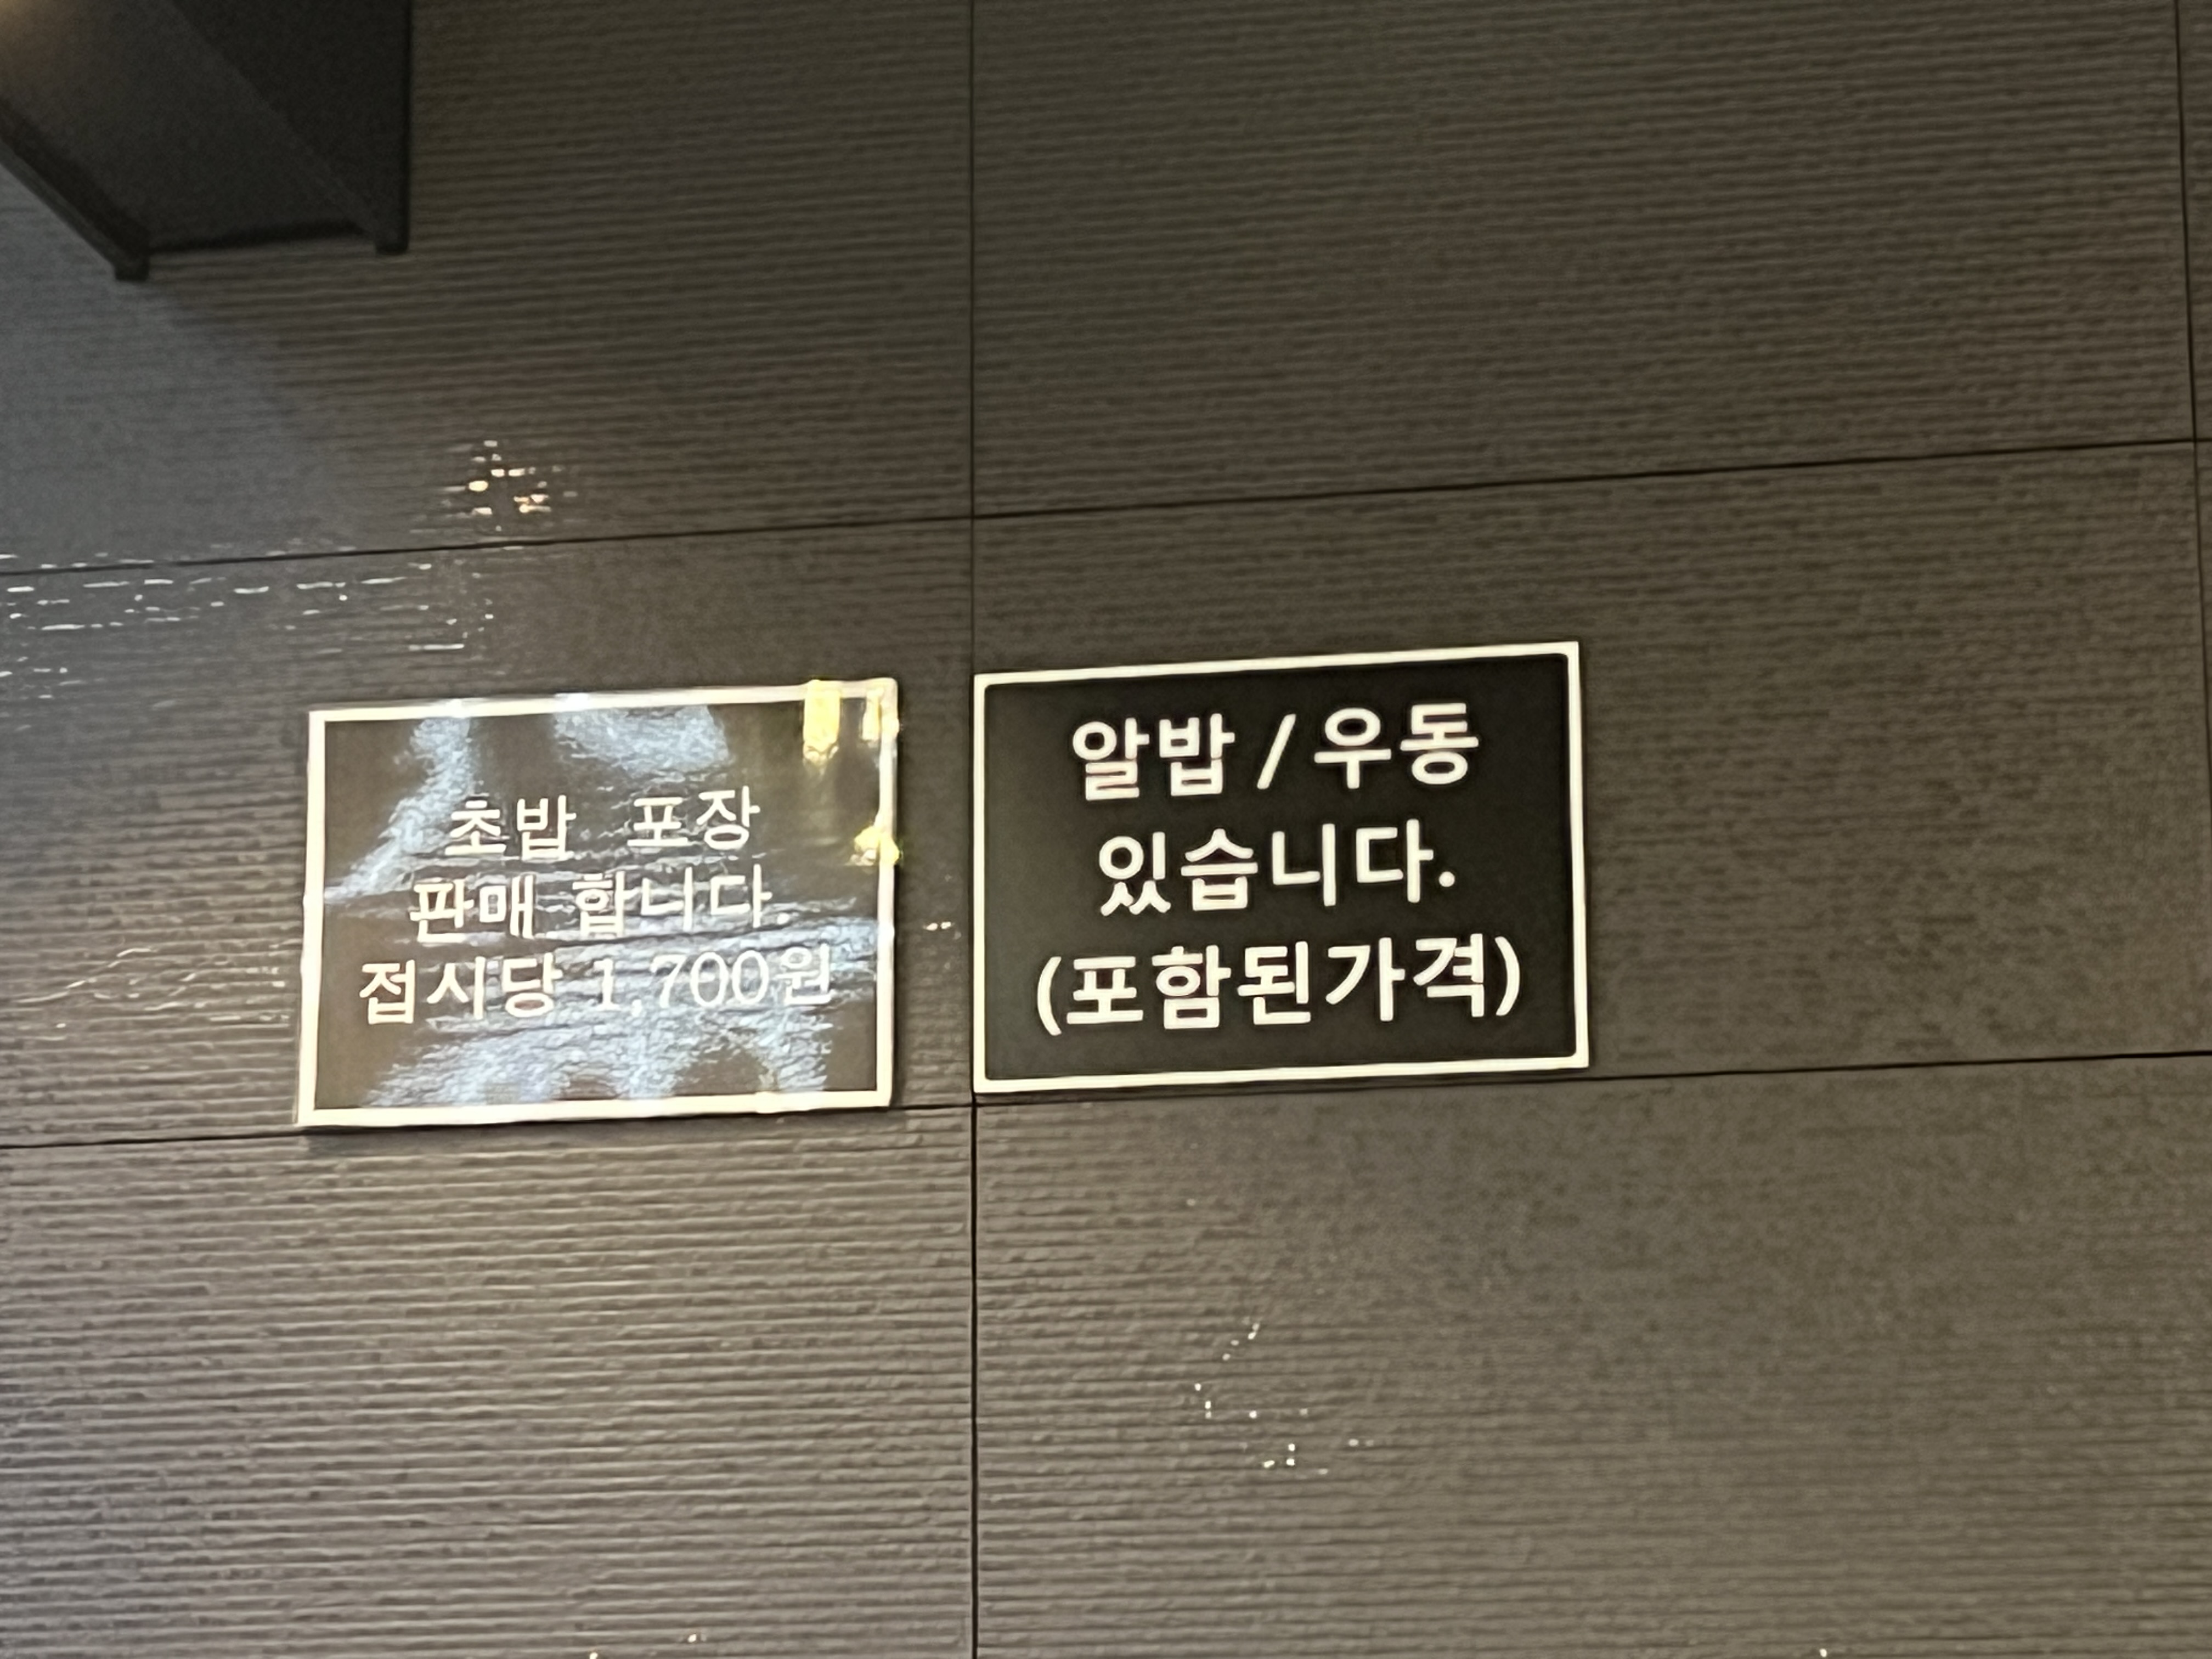 초밥 포장
판매 합니다.
접시당 1,700원
알밥 / 우동
있습니다.
(포함된가격)